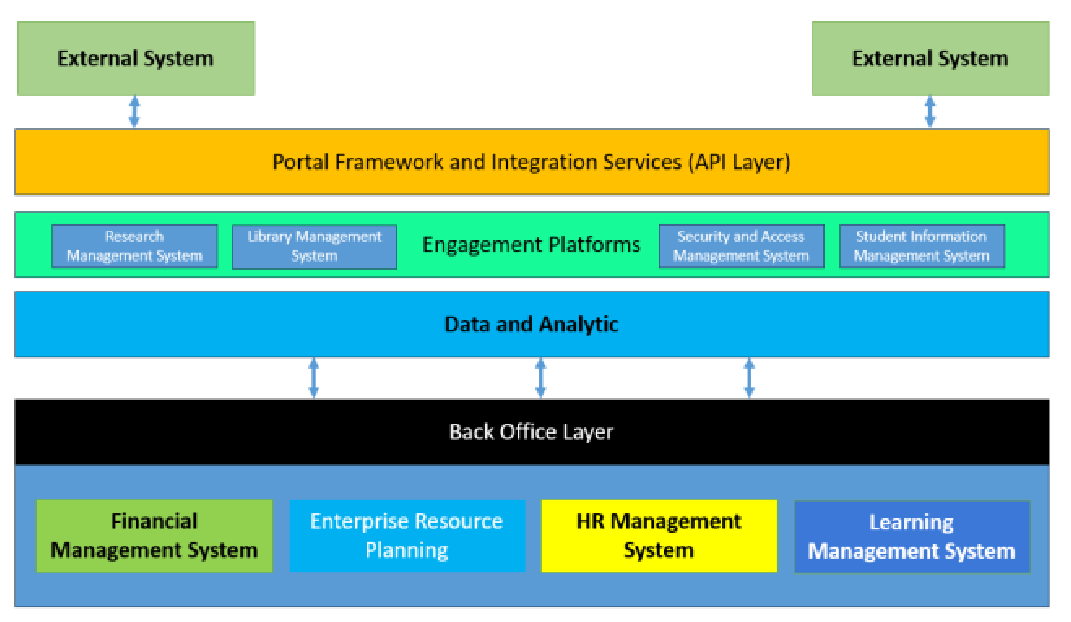 External System
External System
Portal Framework and Integration Services (API Layer)
Research
Management System
Library Management
System
Engagement Platforms
Security and Access
Management System
Student Information
Management System
Data and Analytic
Back Office Layer
Financial
Management System
Enterprise Resource
Planning
HR Management
System
Learning
Management System